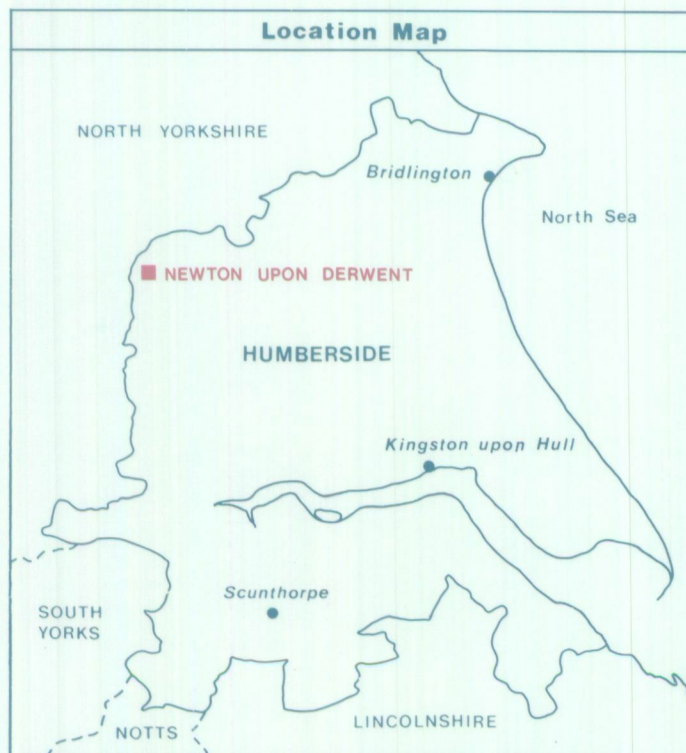 Location Map
NORTH YORKSHIRE
Bridlington
North Sea
NEWTON UPON DERWENT
HUMBERSIDE
Kingston upon Hull
Scunthorpe
SOUTH
YORKS
LINCOLNSHIRE
NOTTS